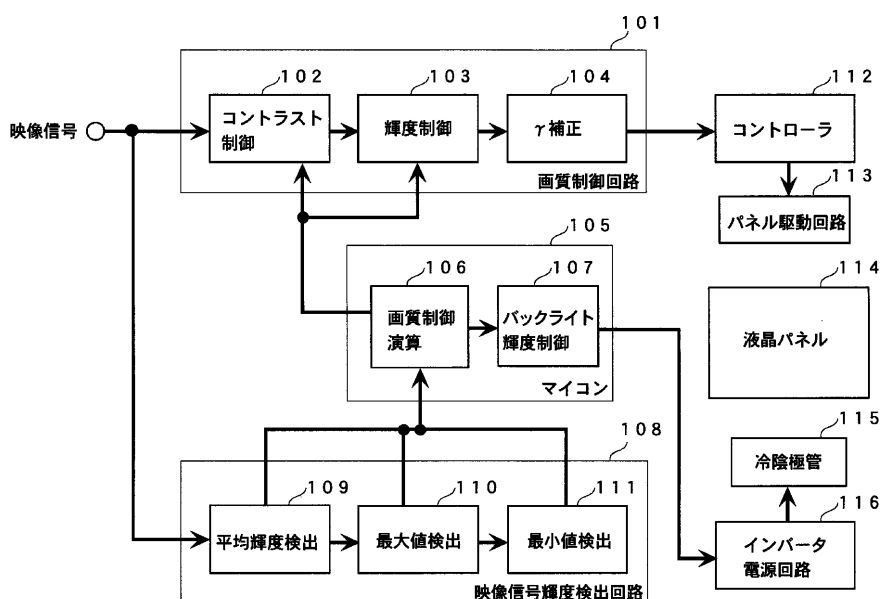 101
102
103
104
112
映像信号
コントラスト
制御
輝度制御
γ補正
コントローラ
画質制御回路
113
パネル駆動回路
105
106
107
114
画質制御
演算
バックライト
輝度制御
液晶パネル
マイコン
108
115
冷陰極管
109
110
111
116
平均輝度検出
最大値検出
最小値検出
インバータ
電源回路
映像信号輝度検出回路